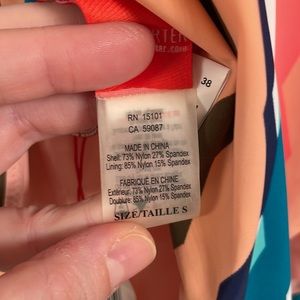 RTER
38
RN 15101
CA 59087
MADE IN CHINA
Shell: 73% Nylon 27% Spandex
Lining: 85% Nylon 15% Spandex
FABRIQUÉ EN CHINE
Extérieur: 73% Nylon 27% Spandex
Doublure: 85% Nylon 15% Spandex
SIZE/TAILLE S